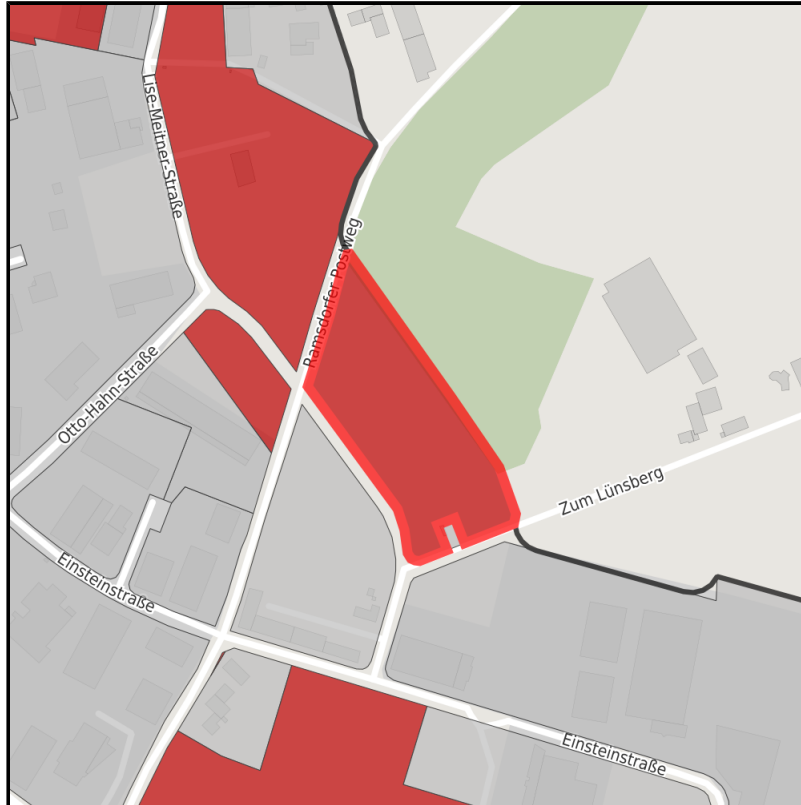 Lise-Meitner-Straße
Ramsdorfer Postweg
Otto-Hahn-Straße
Zum Lünsberg
Einsteinstraße
Einsteinstraße